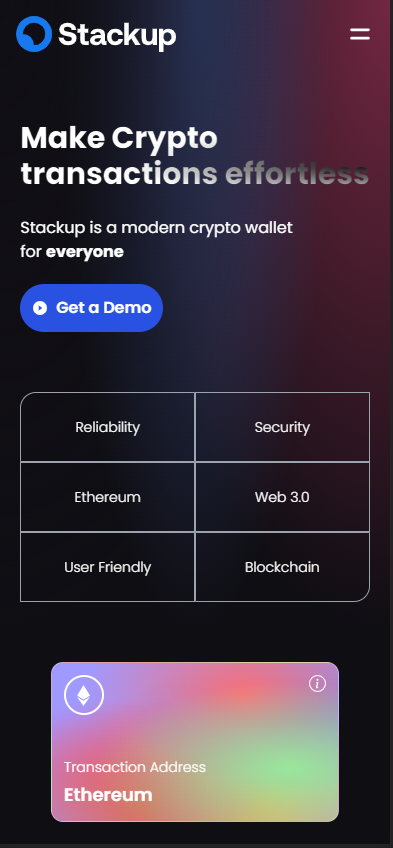 Stackup
Make Crypto
transactions effortless
Stackup is a modern crypto wallet
for everyone
Get a Demo
Reliability
Security
Ethereum
Web 3.0
User Friendly
Blockchain
i
Transaction Address
Ethereum